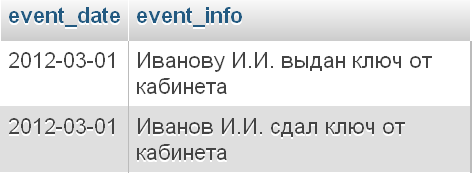 event_date event_info
2012-03-01 Иванову И.И. выдан ключ от
кабинета
2012-03-01 Иванов И.И. сдал ключ от
кабинета